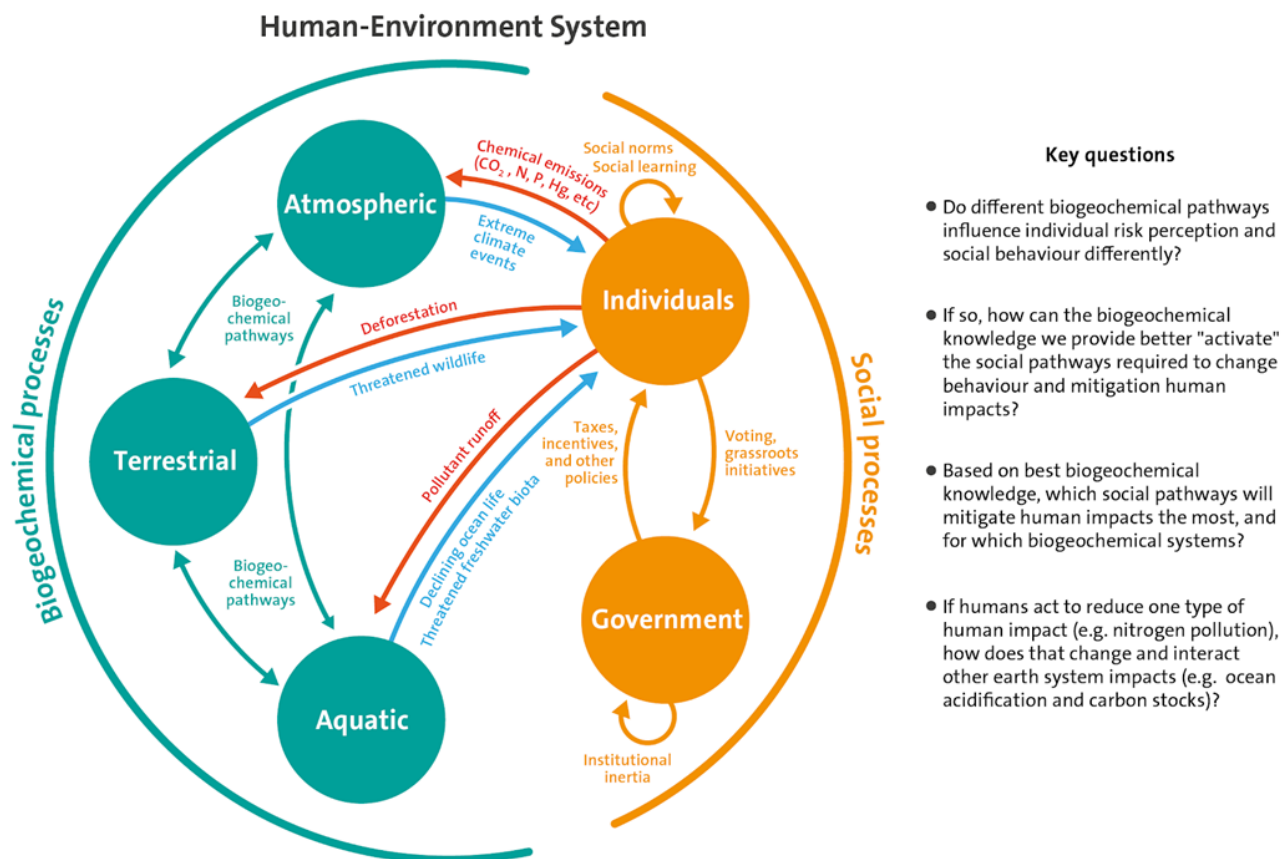 Human-Environment System
Biogeochemical processes
Atmospheric
Chemical emissions
(CO₂ , N, P, Hg, etc)
Extreme
climate
events
Social norms
Social learning
Individuals
Biogeo-
chemical
pathways
Deforestation
Threatened wildlife
Terrestrial
Pollutant runoff
Declining ocean life
Threatened freshwater biota
Taxes,
incentives,
and other
policies
Voting,
grassroots
initiatives
Social processes
Biogeo-
chemical
pathways
Government
Aquatic
Institutional
inertia
Key questions
● Do different biogeochemical pathways
influence individual risk perception and
social behaviour differently?
● If so, how can the biogeochemical
knowledge we provide better "activate"
the social pathways required to change
behaviour and mitigation human
impacts?
● Based on best biogeochemical
knowledge, which social pathways will
mitigate human impacts the most, and
for which biogeochemical systems?
● If humans act to reduce one type of
human impact (e.g. nitrogen pollution),
how does that change and interact
other earth system impacts (e.g. ocean
acidification and carbon stocks)?